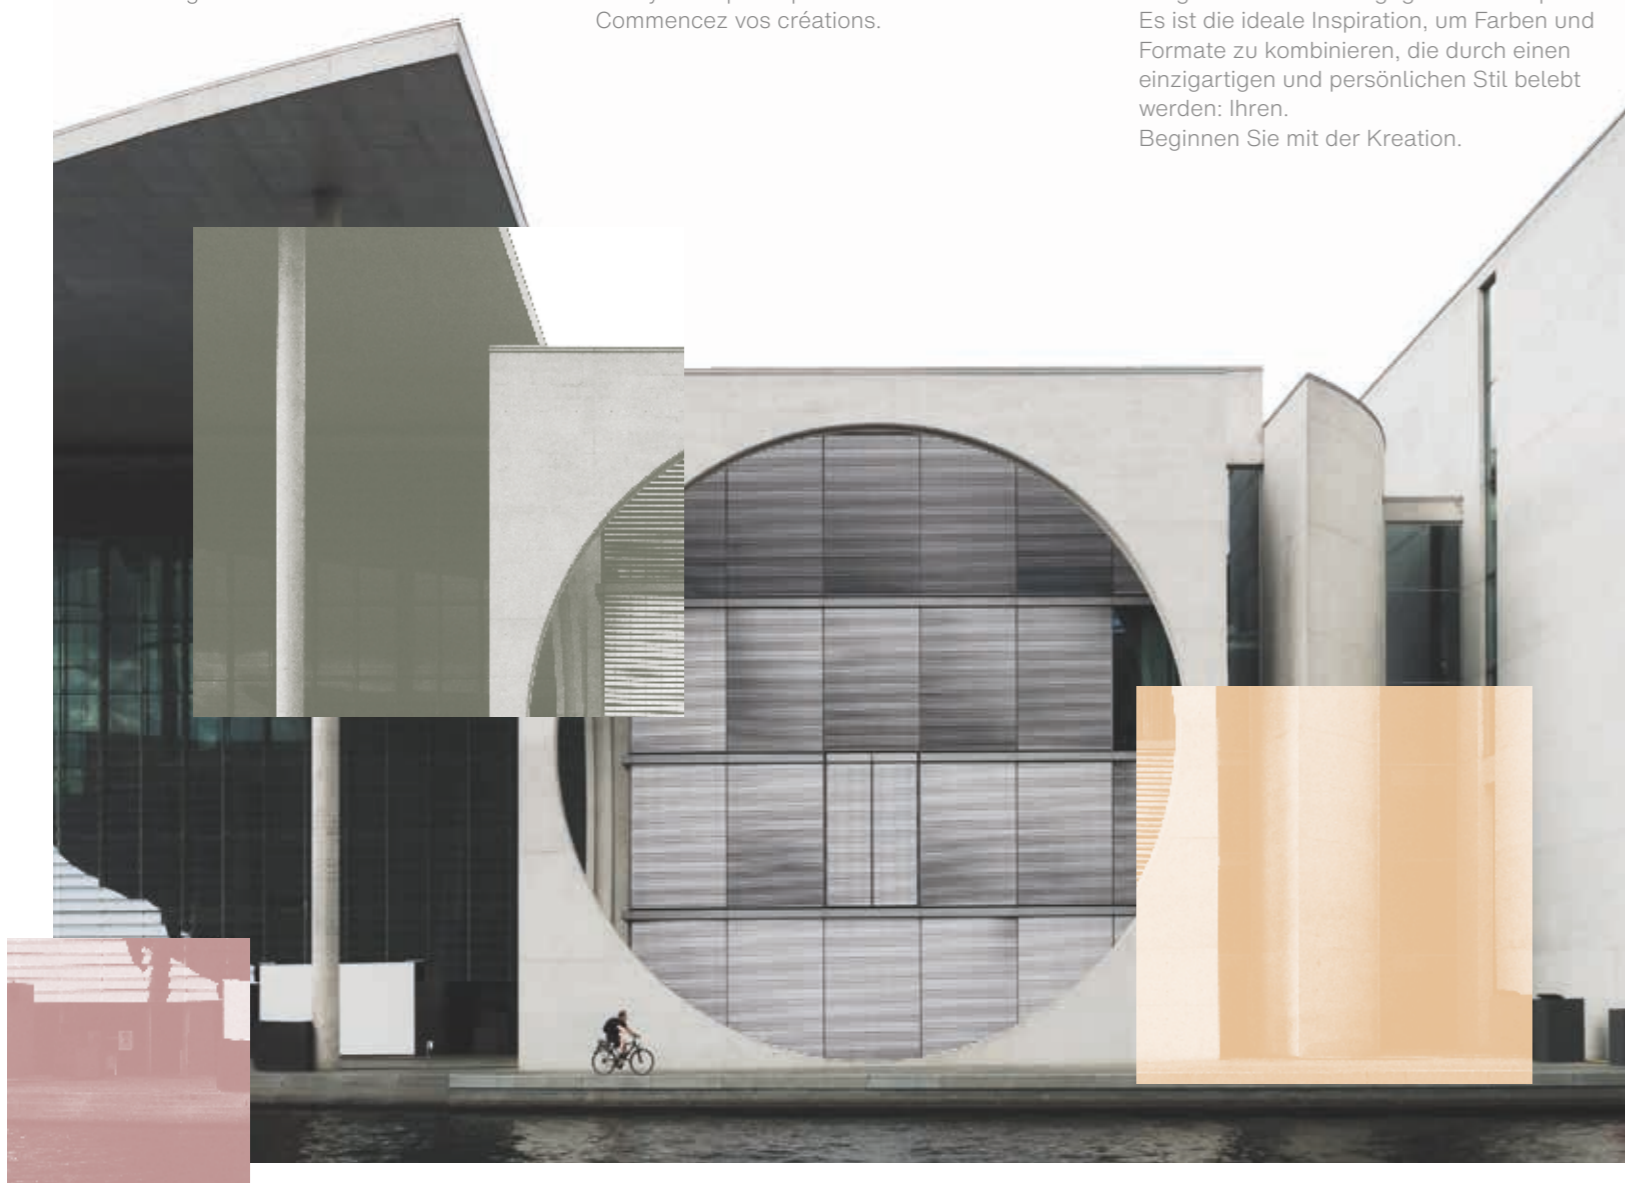 Commencez vos créations.
Es ist die ideale Inspiration, um Farben und
Formate zu kombinieren, die durch einen
einzigartigen und persönlichen Stil belebt
werden: Ihren.
Beginnen Sie mit der Kreation.